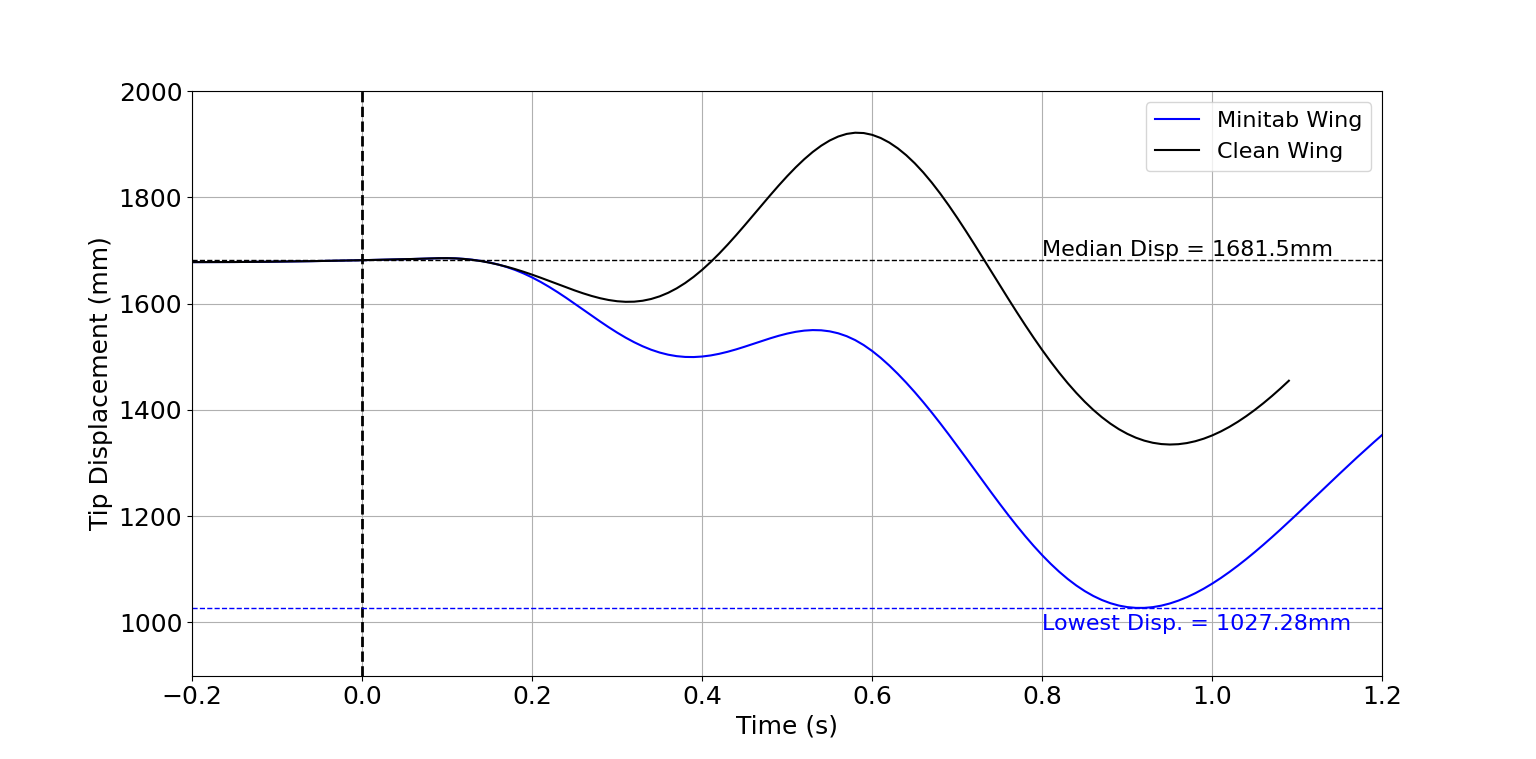 2000
1800
1600
1400
1200
1000
Tip Displacement (mm)
Minitab Wing
Clean Wing
Median Disp = 1681.5mm
Lowest Disp. = 1027.28mm
−0.2 0.0 0.2 0.4 0.6 0.8 1.0 1.2
Time (s)